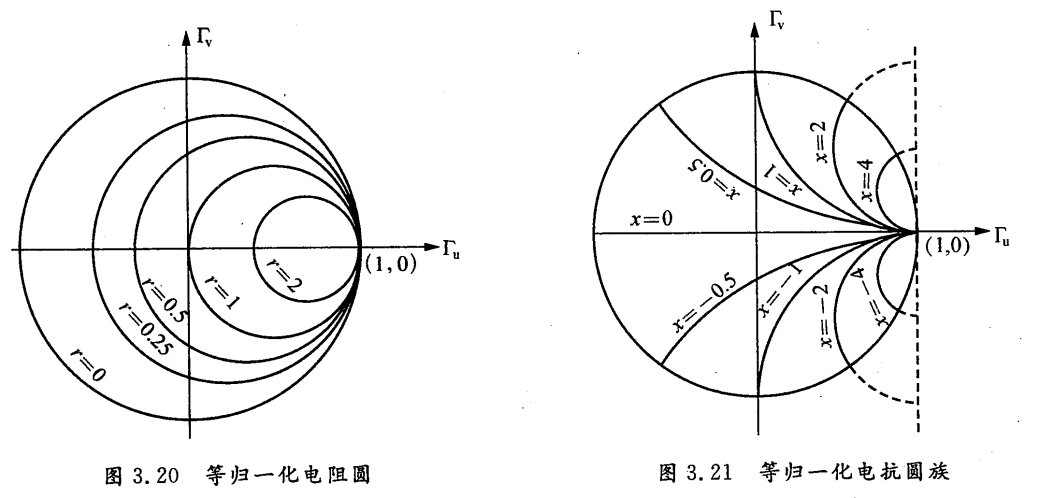 Γv
Γu
(1,0)
r=2
r=1
r=0.5
r=0.25
r=0
图 3.20 等归一化电阻圆
Γv
x=2
x=4
x=1
x=0.5
x=0
Γu
(1,0)
x=-0.5
x=-1
x=-2
x=-4
图 3.21 等归一化电抗圆族